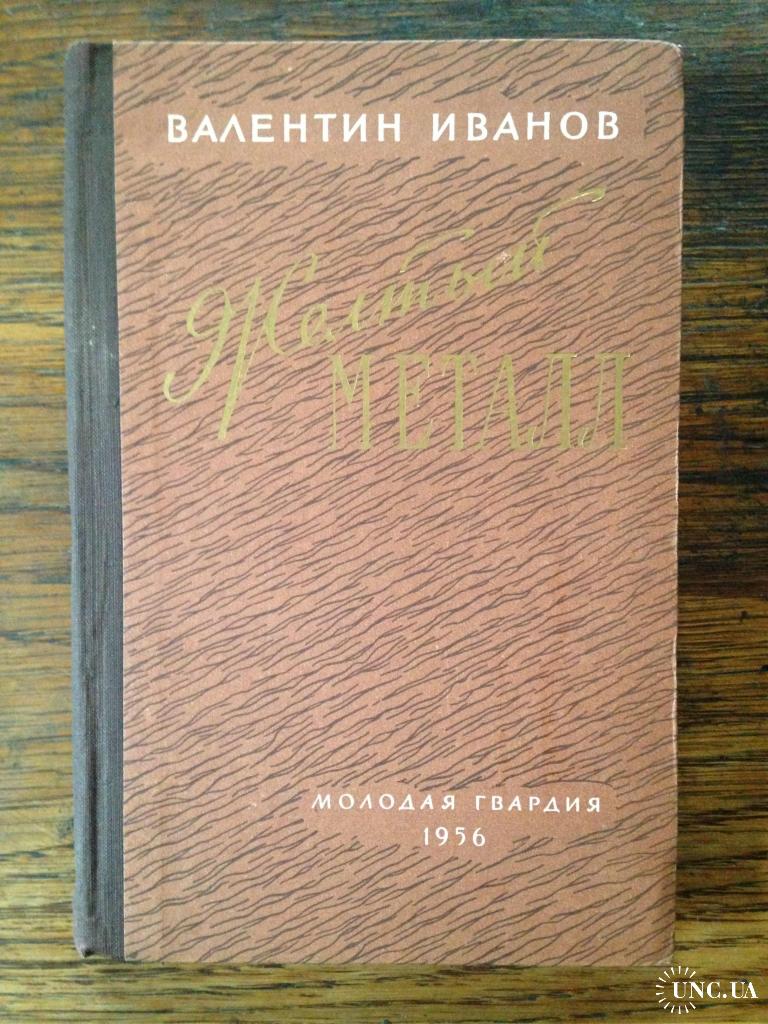 ВАЛЕНТИН ИВАНОВ
Желтый
МЕТАЛЛ
МОЛОДАЯ ГВАРДИЯ
1956
UNC.UA